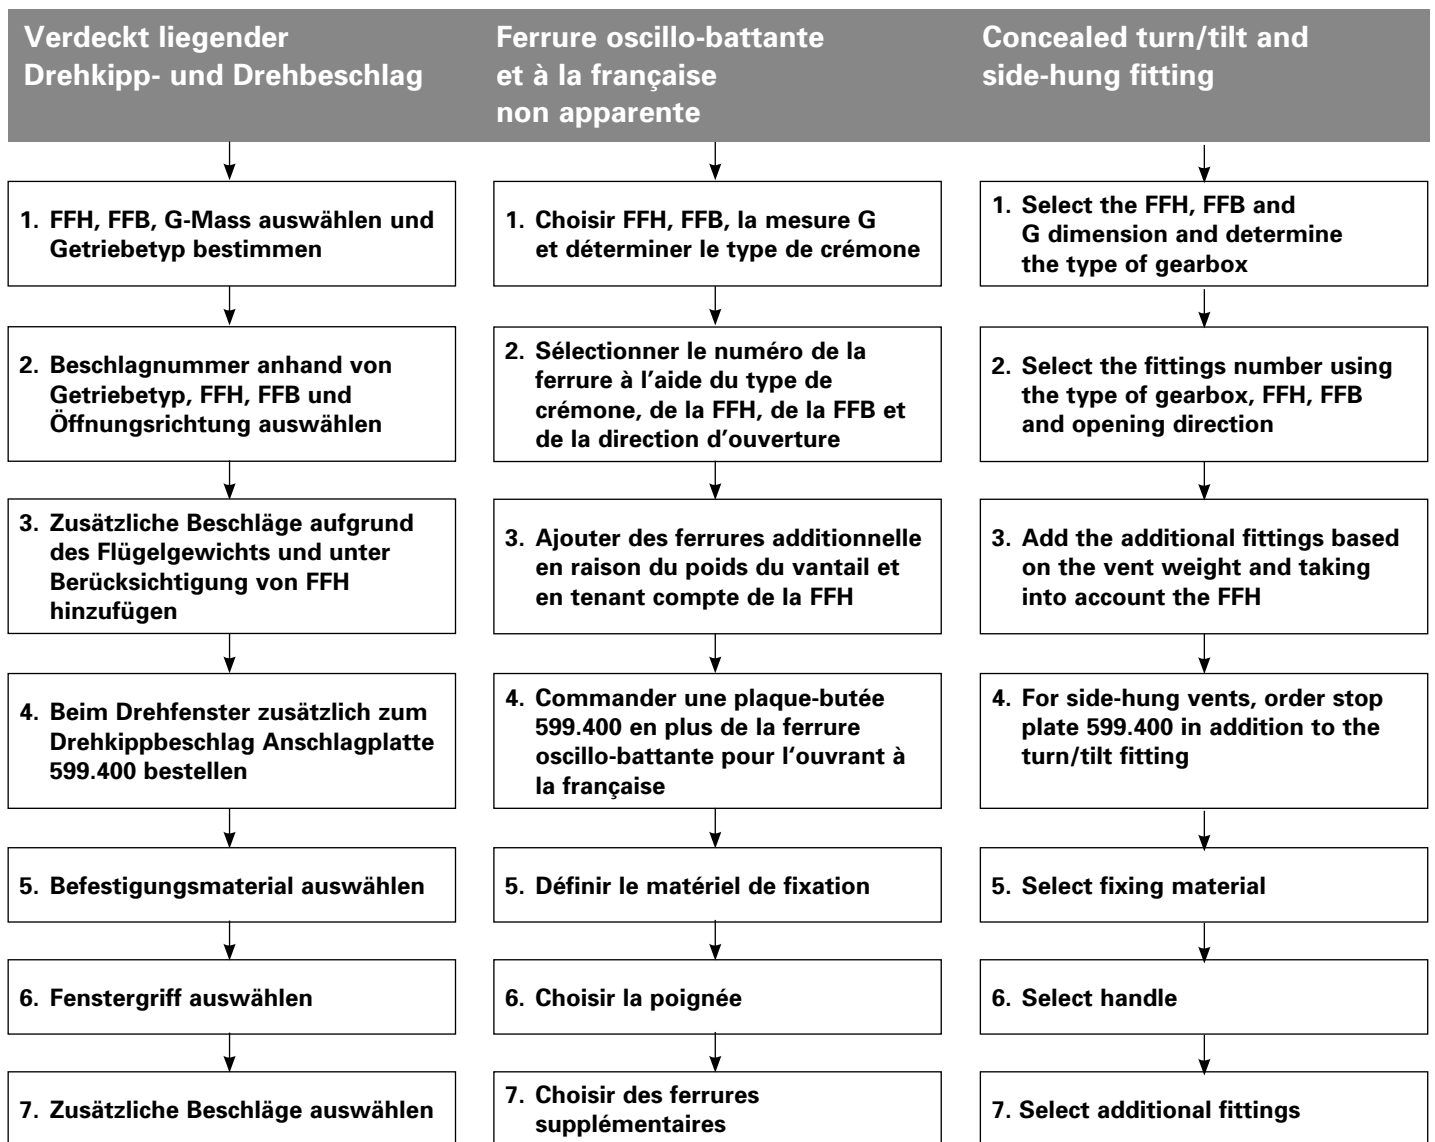 Verdeckt liegender
Drehkipp- und Drehbeschlag
1. FFH, FFB, G-Mass auswählen und
Getriebetyp bestimmen
2. Beschlagnummer anhand von
Getriebetyp, FFH, FFB und
Öffnungsrichtung auswählen
3. Zusätzliche Beschläge aufgrund
des Flügelgewichts und unter
Berücksichtigung von FFH
hinzufügen
4. Beim Drehfenster zusätzlich zum
Drehkippbeschlag Anschlagplatte
599.400 bestellen
5. Befestigungsmaterial auswählen
6. Fenstergriff auswählen
7. Zusätzliche Beschläge auswählen
Ferrure oscillo-battante
et à la française
non apparente
1. Choisir FFH, FFB, la mesure G
et déterminer le type de crémone
2. Sélectionner le numéro de la
ferrure à l’aide du type de
crémone, de la FFH, de la FFB et
de la direction d’ouverture
3. Ajouter des ferrures additionnelle
en raison du poids du vantail et
en tenant compte de la FFH
4. Commander une plaque-butée
599.400 en plus de la ferrure
oscillo-battante pour l‘ouvrant à
la française
5. Définir le matériel de fixation
6. Choisir la poignée
7. Choisir des ferrures
supplémentaires
Concealed turn/tilt and
side-hung fitting
1. Select the FFH, FFB and
G dimension and determine
the type of gearbox
2. Select the fittings number using
the type of gearbox, FFH, FFB
and opening direction
3. Add the additional fittings based
on the vent weight and taking
into account the FFH
4. For side-hung vents, order stop
plate 599.400 in addition to the
turn/tilt fitting
5. Select fixing material
6. Select handle
7. Select additional fittings